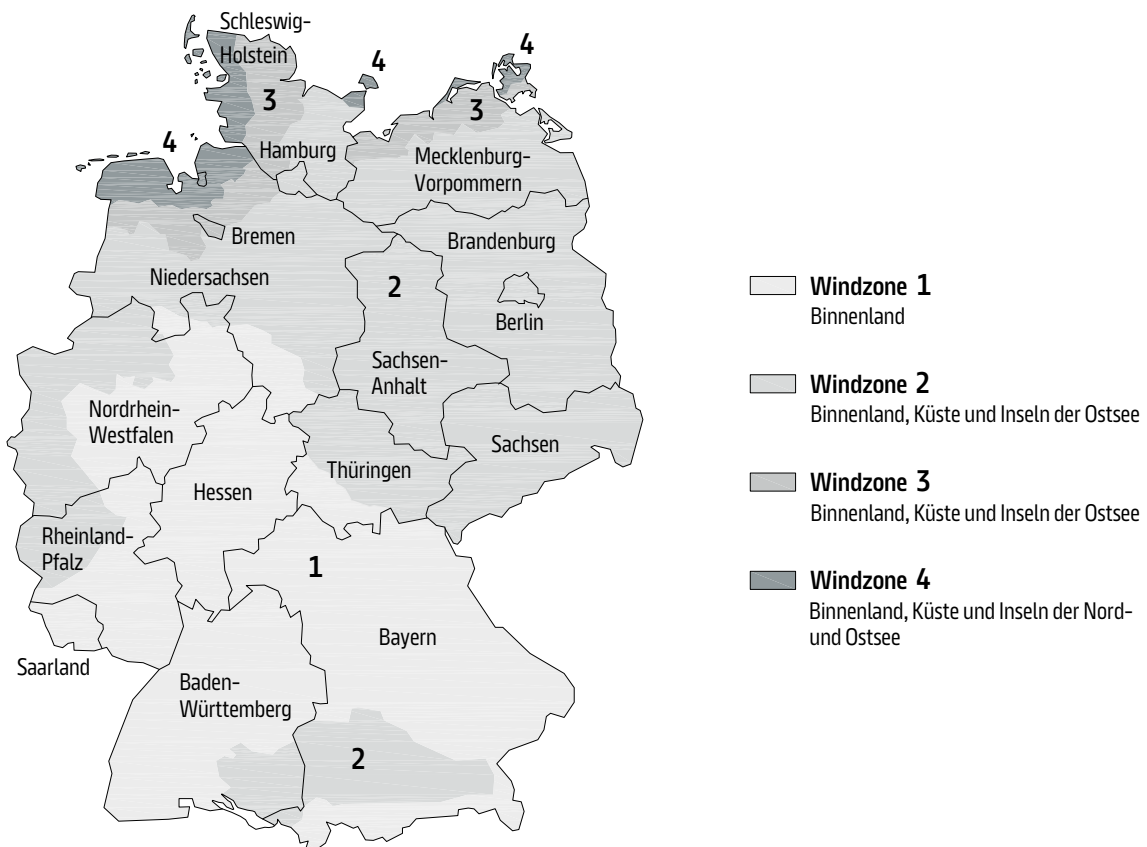 Schleswig-
Holstein
4
4
3
3
4
Hamburg
Mecklenburg-
Vorpommern
Bremen
Brandenburg
Niedersachsen
2
Berlin
Sachsen-
Anhalt
Nordrhein-
Westfalen
Sachsen
Thüringen
Hessen
Rheinland-
Pfalz
1
Bayern
Saarland
Baden-
Württemberg
2
Windzone 1
Binnenland
Windzone 2
Binnenland, Küste und Inseln der Ostsee
Windzone 3
Binnenland, Küste und Inseln der Ostsee
Windzone 4
Binnenland, Küste und Inseln der Nord-
und Ostsee